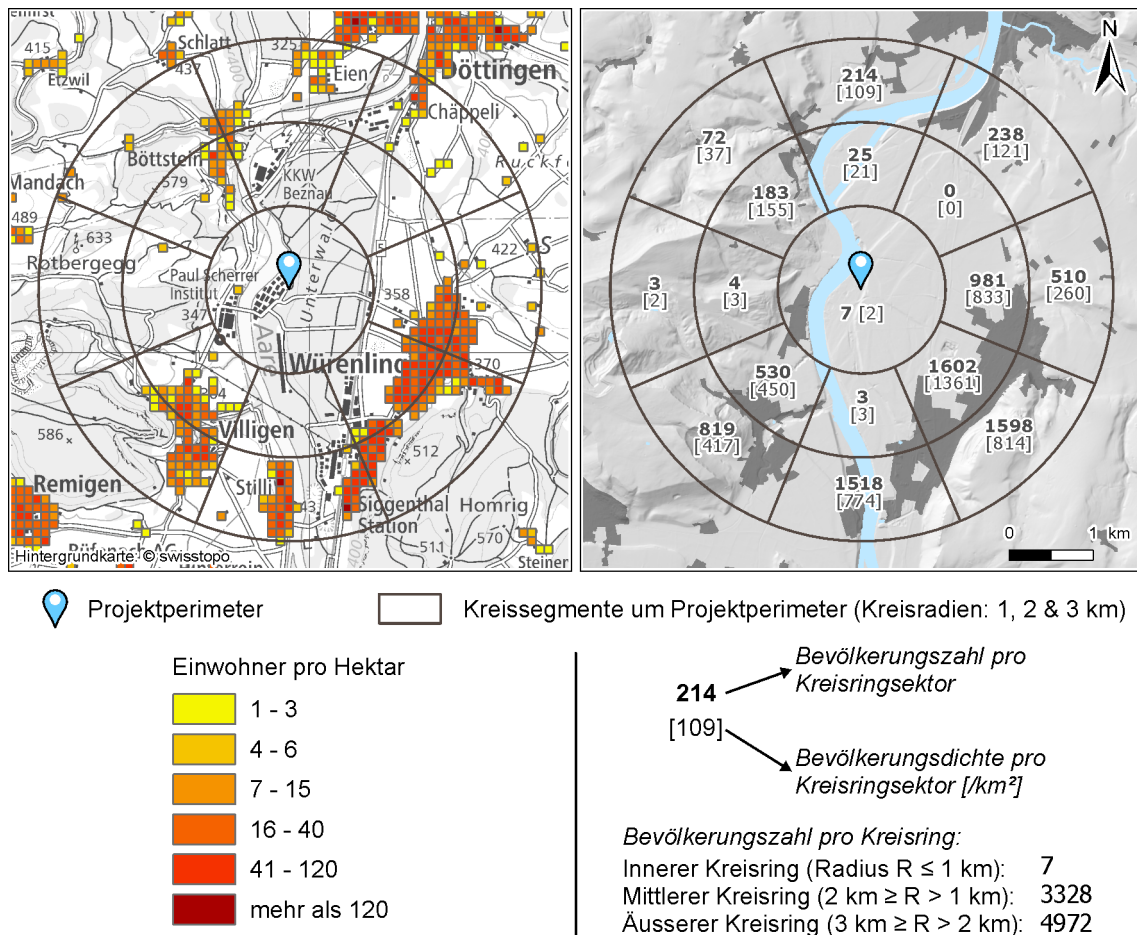 415
Etzwil
Schlatt
437
400
325
Eien
Döttingen
Chäppeli
Böttstein
579
KKW
Beznau
Ruckf
Mandach
489
633
Rotbergegg
Unterwald
5
422
S
Paul Scherrer
Institut
347
358
Aare
Würenling
370
Villigen
586
512
Remigen
Stilli
Siggenthal
Station
Homrig
570
511
400
Steiner
Hintergrundkarte: © swisstopo
N
214
[109]
238
[121]
72
[37]
25
[21]
0
[0]
183
[155]
3
[2]
4
[3]
981
[833]
510
[260]
7 [2]
530
[450]
1602
[1361]
3
[3]
819
[417]
1598
[814]
1518
[774]
0 1 km
Projektperimeter
Kreissegmente um Projektperimeter (Kreisradien: 1, 2 & 3 km)
Einwohner pro Hektar
1 - 3
4 - 6
7 - 15
16 - 40
41 - 120
mehr als 120
Bevölkerungszahl pro
Kreisringsektor
214
[109]
Bevölkerungsdichte pro
Kreisringsektor [/km²]
Bevölkerungszahl pro Kreisring:
Innerer Kreisring (Radius R ≤ 1 km): 7
Mittlerer Kreisring (2 km ≥ R > 1 km): 3328
Äusserer Kreisring (3 km ≥ R > 2 km): 4972